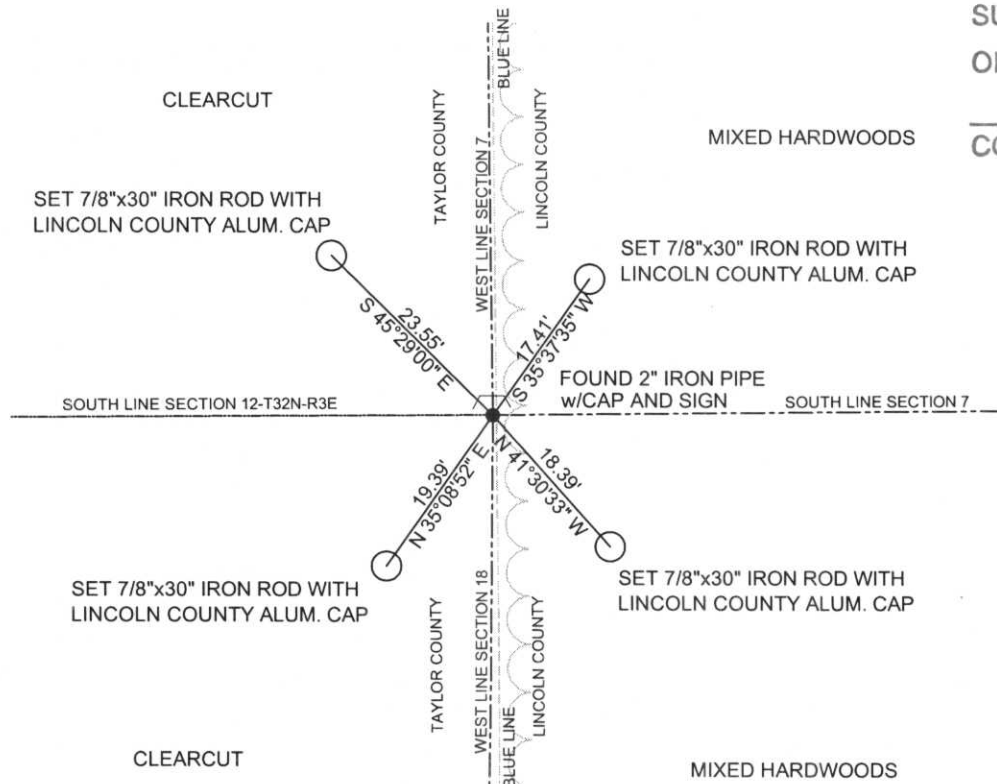 SU
CLEARCUT
TAYLOR COUNTY
WEST LINE SECTION 7
BLUE LINE
LINCOLN COUNTY
MIXED HARDWOODS
CO
SET 7/8"x30" IRON ROD WITH
LINCOLN COUNTY ALUM. CAP
SET 7/8"x30" IRON ROD WITH
LINCOLN COUNTY ALUM. CAP
23.55'
S 45°29'00" E
17.41'
S 35°37'35" W
FOUND 2" IRON PIPE
w/CAP AND SIGN
SOUTH LINE SECTION 12-T32N-R3E
SOUTH LINE SECTION 7
19.39'
N 35°08'52" E
18.39'
N 41°30'33" W
SET 7/8"x30" IRON ROD WITH
LINCOLN COUNTY ALUM. CAP
SET 7/8"x30" IRON ROD WITH
LINCOLN COUNTY ALUM. CAP
TAYLOR COUNTY
WEST LINE SECTION 18
BLUE LINE
LINCOLN COUNTY
CLEARCUT
MIXED HARDWOODS